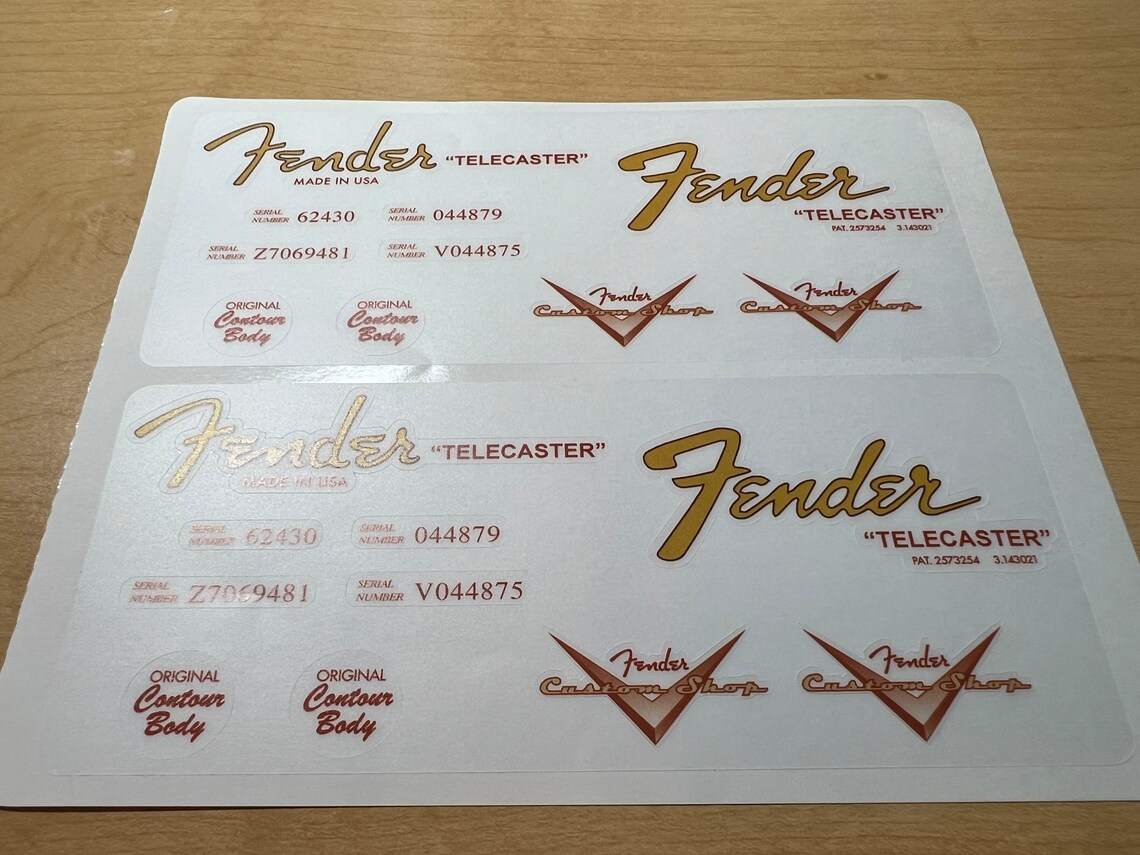 Fender "TELECASTER"
MADE IN USA
SERIAL NUMBER 62430
SERIAL NUMBER 044879
SERIAL NUMBER Z7069481
SERIAL NUMBER V044875
ORIGINAL
Contour
Body
ORIGINAL
Contour
Body
Fender
"TELECASTER"
PAT. 2573254 3.143021
Fender
Custom Shop
Fender
Custom Shop
Fender "TELECASTER"
MADE IN USA
SERIAL NUMBER 62430
SERIAL NUMBER 044879
SERIAL NUMBER Z7069481
SERIAL NUMBER V044875
ORIGINAL
Contour
Body
ORIGINAL
Contour
Body
Fender
"TELECASTER"
PAT. 2573254 3.143021
Fender
Custom Shop
Fender
Custom Shop